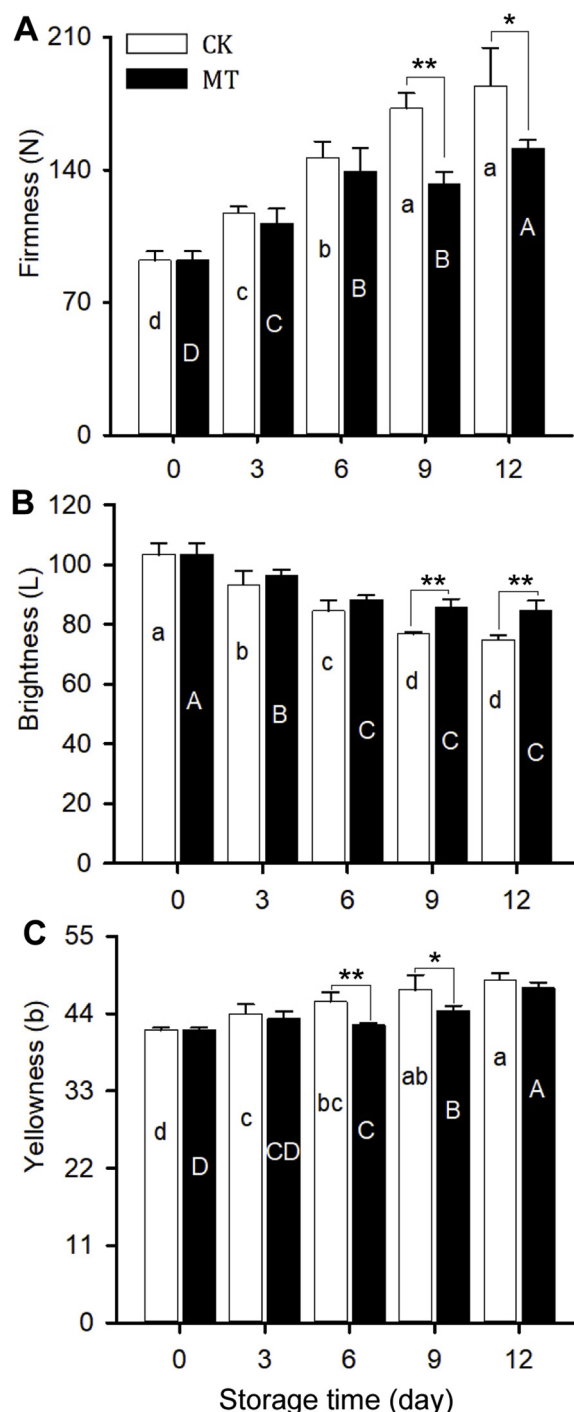 A
CK
MT
Firmness (N)
210
140
70
0
**
*
d
D
c
C
b
B
a
B
a
A
0 3 6 9 12
B
Brightness (L)
120
100
80
60
40
20
0
**
**
a
A
b
B
c
C
d
C
d
C
0 3 6 9 12
C
Yellowness (b)
55
44
33
22
11
0
**
*
d
D
c
CD
bc
C
ab
B
a
A
0 3 6 9 12
Storage time (day)